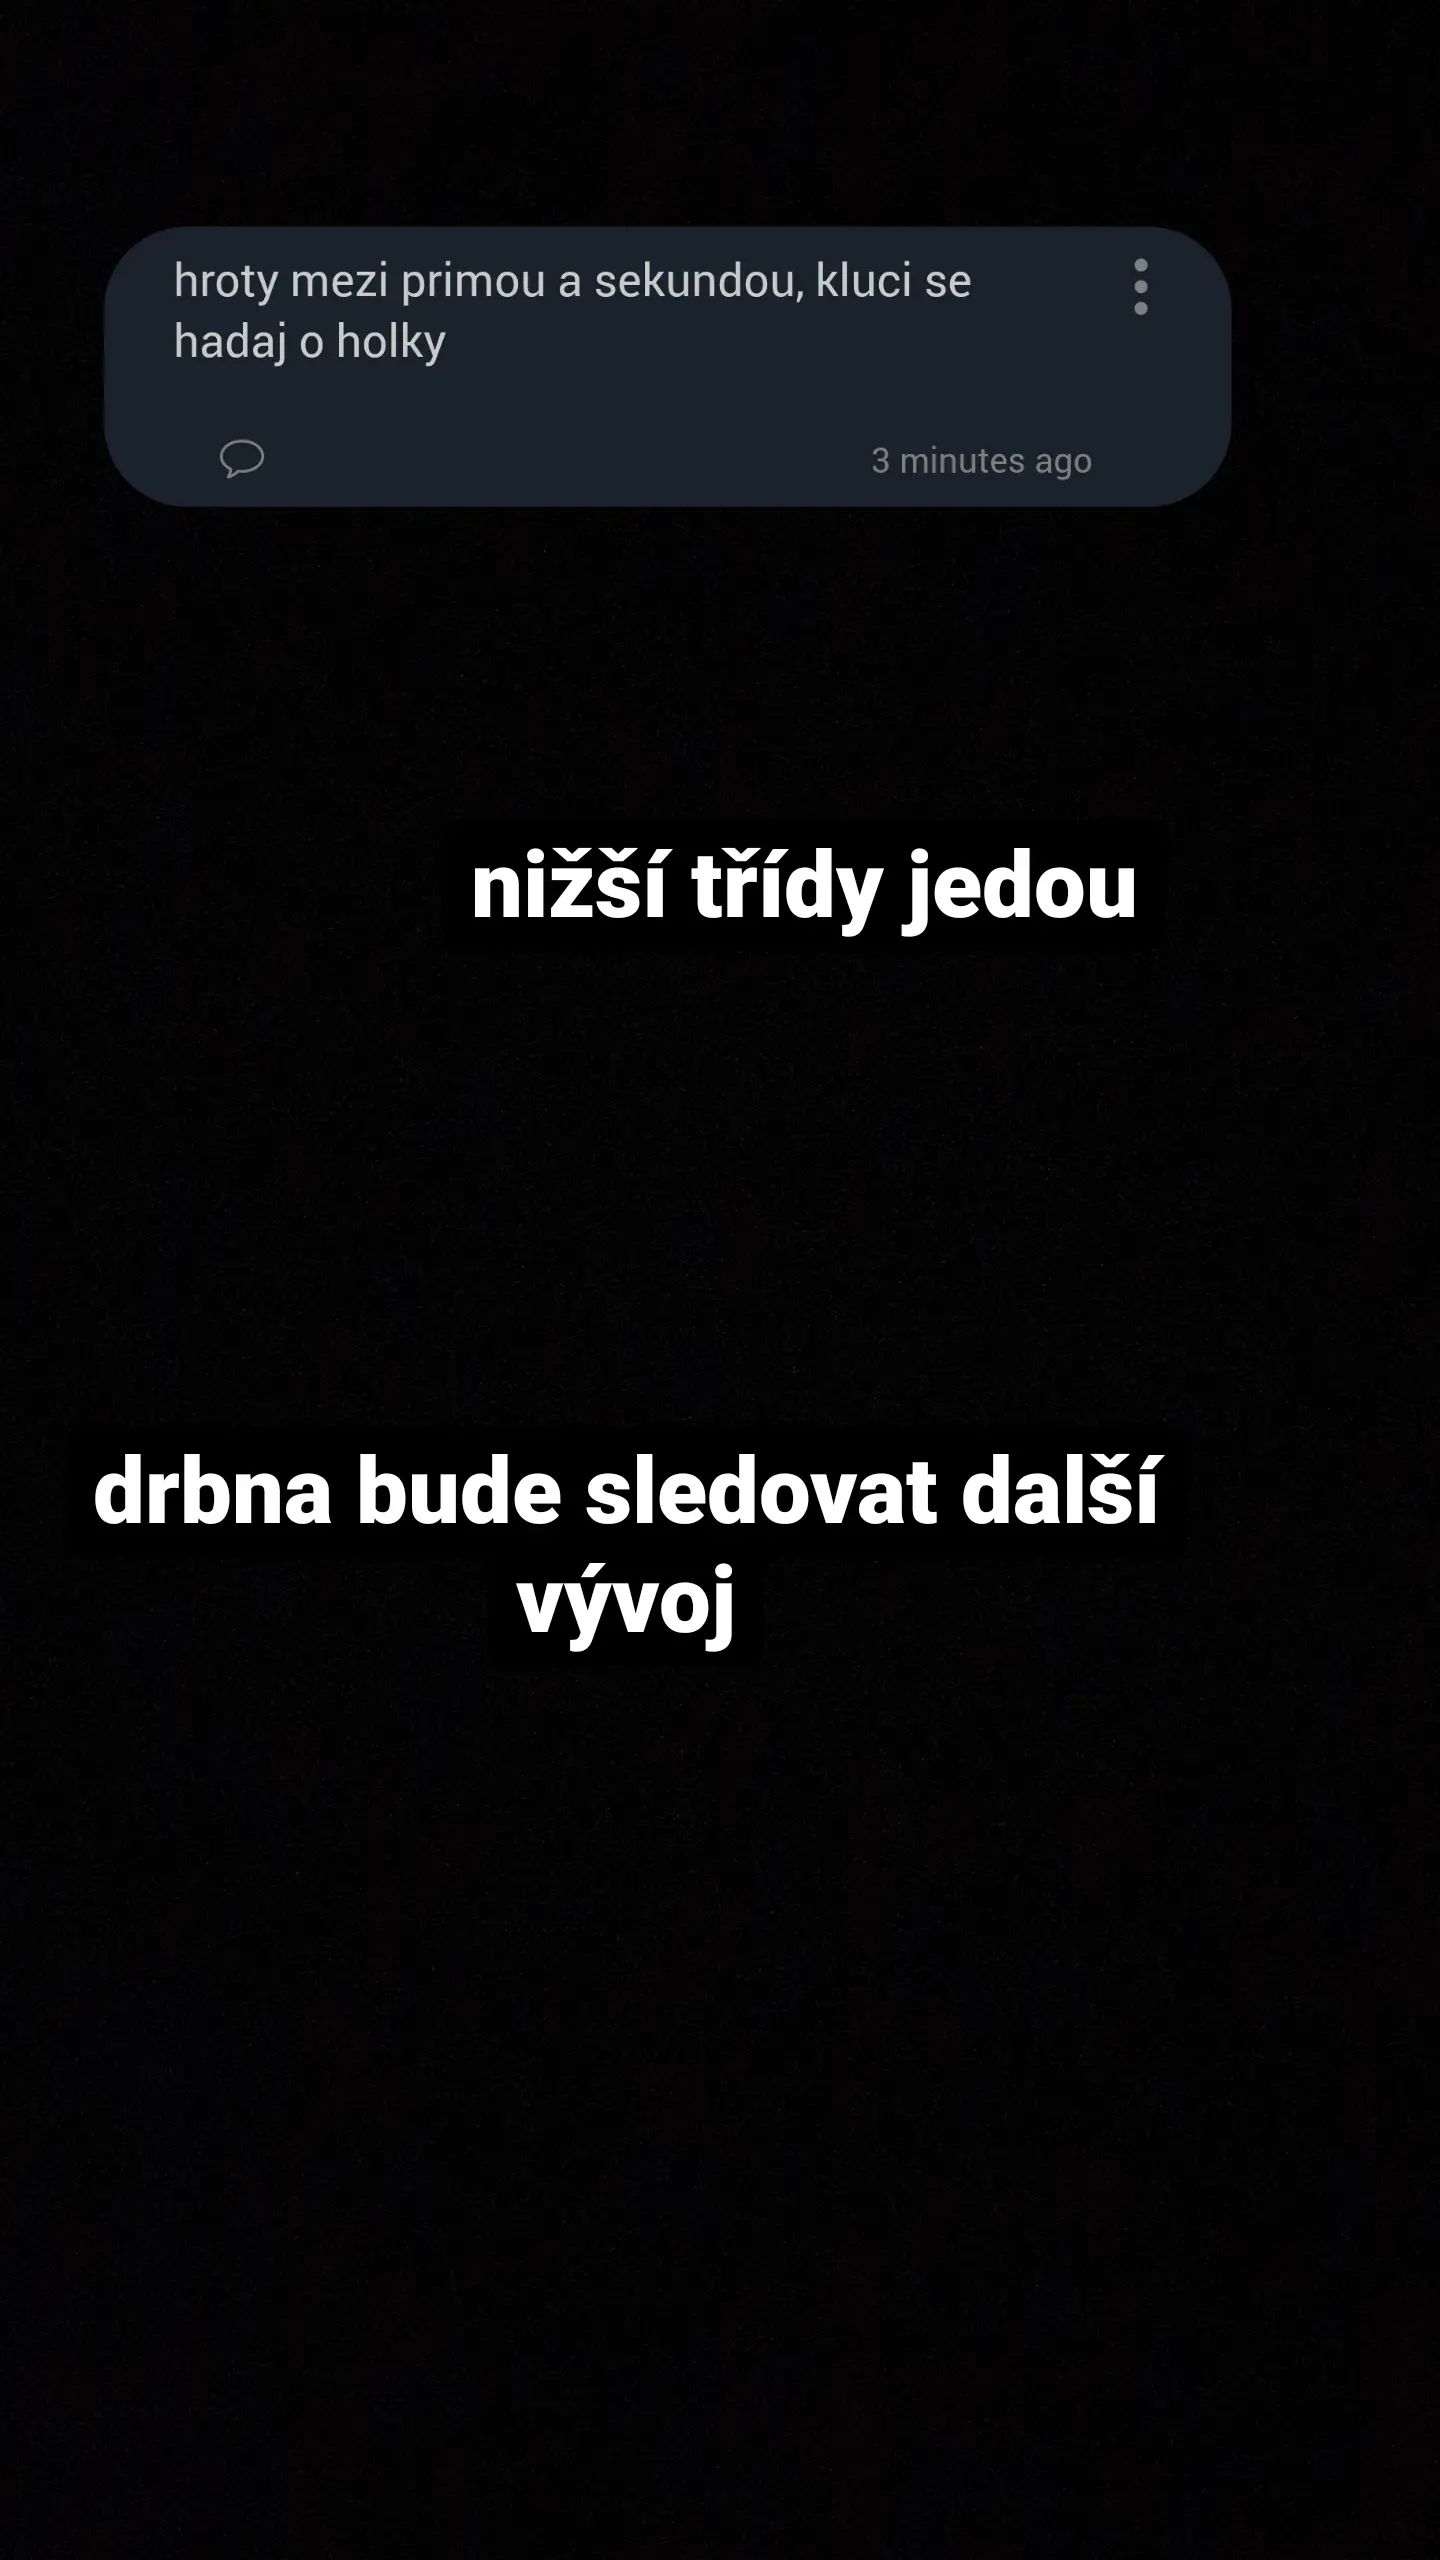 hroty mezi primou a sekundou, kluci se
hadaj o holky
3 minutes ago
nižší třídy jedou
drbna bude sledovat další
vývoj